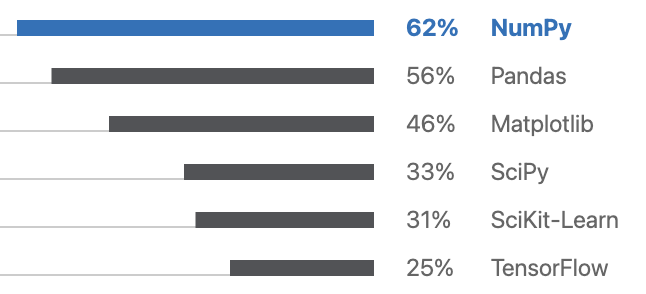 62% NumPy
56% Pandas
46% Matplotlib
33% SciPy
31% SciKit-Learn
25% TensorFlow